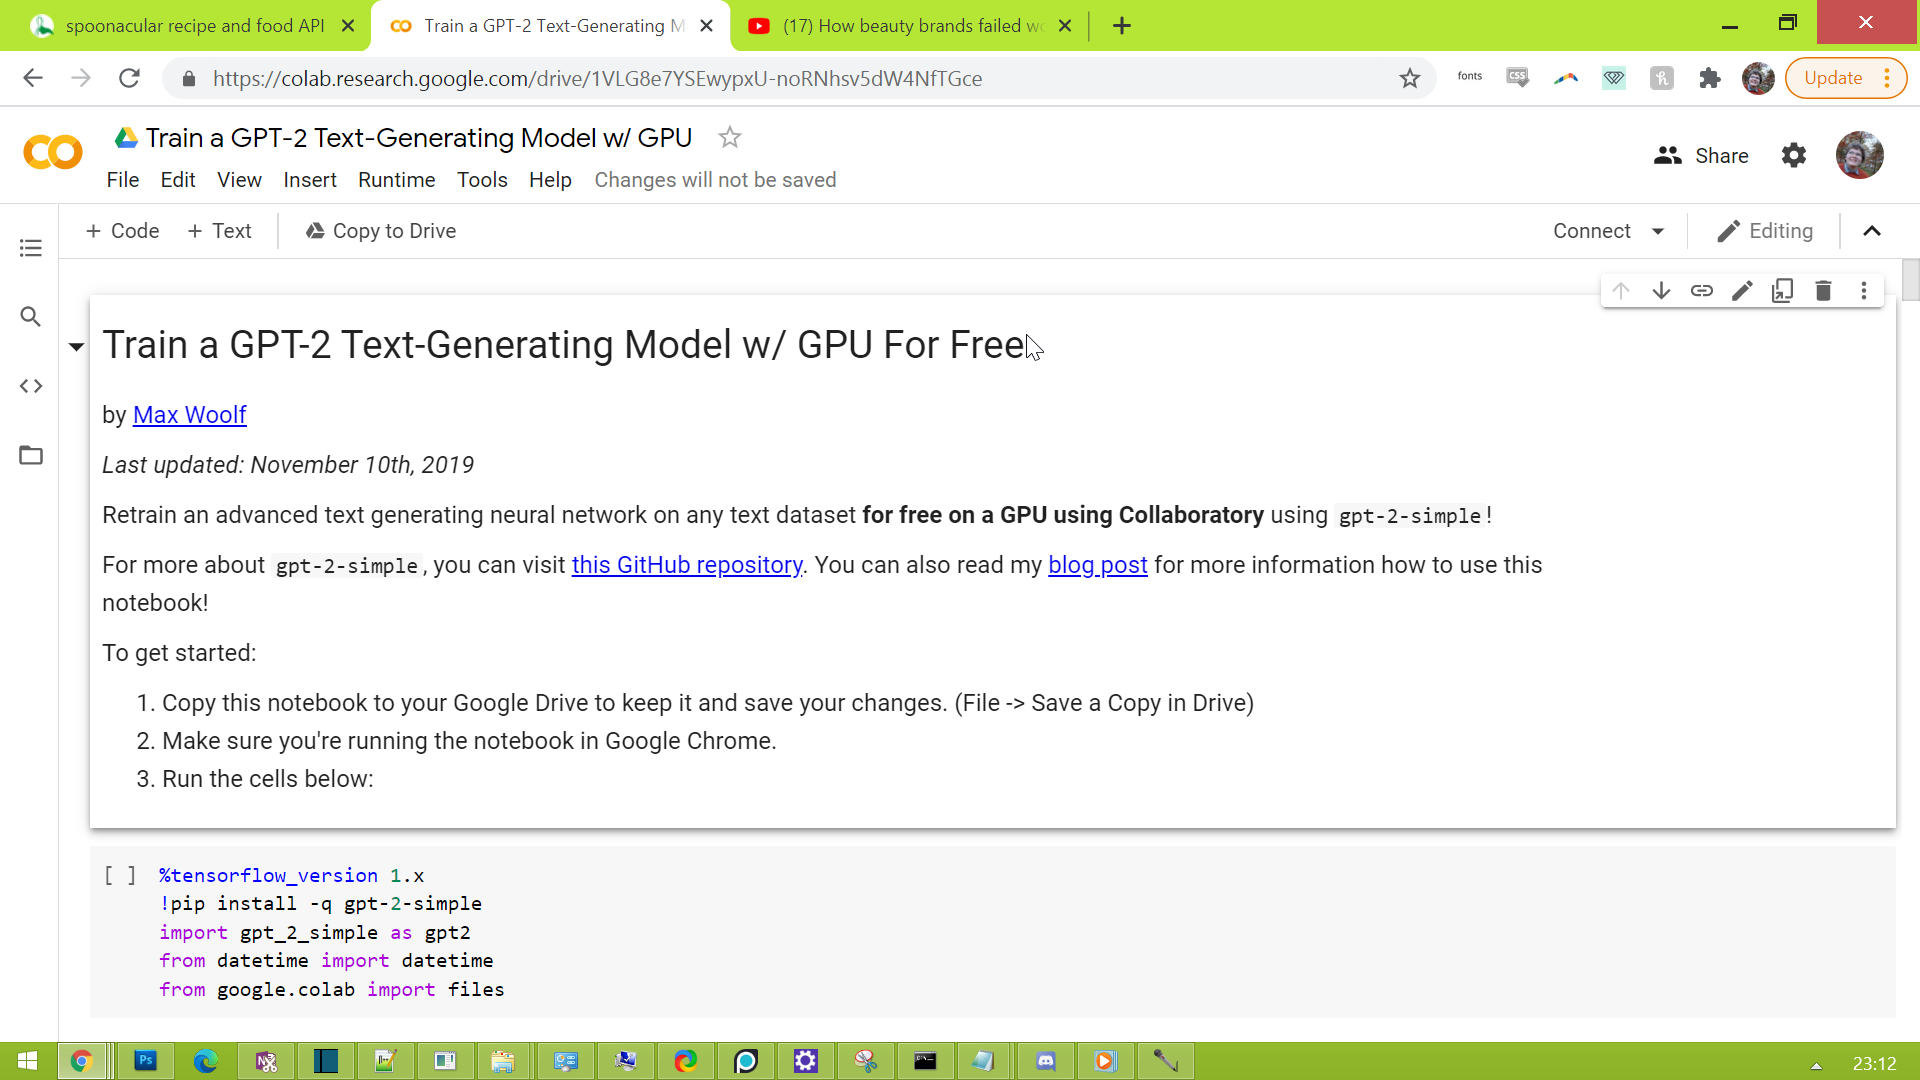 spoonacular recipe and food API
Train a GPT-2 Text-Generating M
(17) How beauty brands failed wo
https://colab.research.google.com/drive/1VLG8e7YSEwypxU-noRNhsv5dW4NfTGce
fonts
CSS
Update
Train a GPT-2 Text-Generating Model w/ GPU
File Edit View Insert Runtime Tools Help Changes will not be saved
Share
+ Code + Text Copy to Drive
Connect
Editing
Train a GPT-2 Text-Generating Model w/ GPU For Free
by Max Woolf
Last updated: November 10th, 2019
Retrain an advanced text generating neural network on any text dataset for free on a GPU using Collaboratory using gpt-2-simple!
For more about gpt-2-simple, you can visit this GitHub repository. You can also read my blog post for more information how to use this
notebook!
To get started:
1. Copy this notebook to your Google Drive to keep it and save your changes. (File -> Save a Copy in Drive)
2. Make sure you're running the notebook in Google Chrome.
3. Run the cells below:
[ ] %tensorflow_version 1.x
!pip install -q gpt-2-simple
import gpt_2_simple as gpt2
from datetime import datetime
from google.colab import files
Ps
23:12